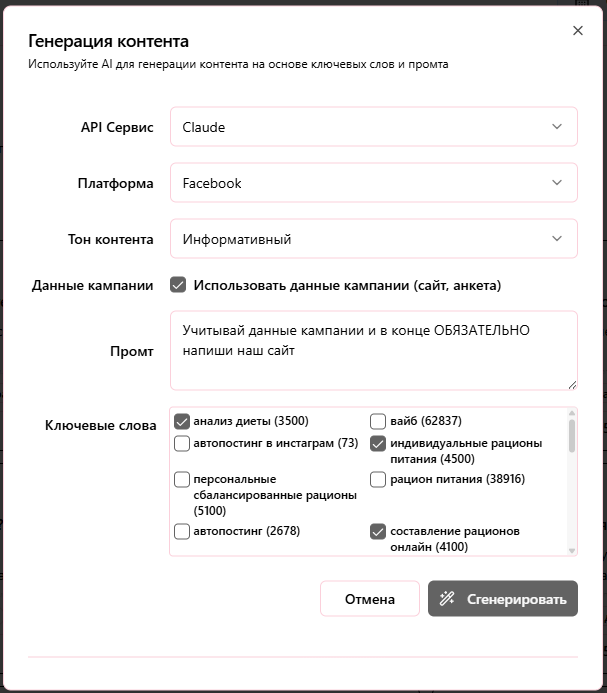 Генерация контента
Используйте AI для генерации контента на основе ключевых слов и промта
API Сервис
Claude
Платформа
Facebook
Тон контента
Информативный
Данные кампании
Использовать данные кампании (сайт, анкета)
Промт
Учитывай данные кампании и в конце ОБЯЗАТЕЛЬНО
напиши наш сайт
Ключевые слова
анализ диеты (3500)
вайб (62837)
автопостинг в инстаграм (73)
индивидуальные рационы
питания (4500)
персональные
сбалансированные рационы
(5100)
рацион питания (38916)
автопостинг (2678)
составление рационов
онлайн (4100)
Отмена
Сгенерировать